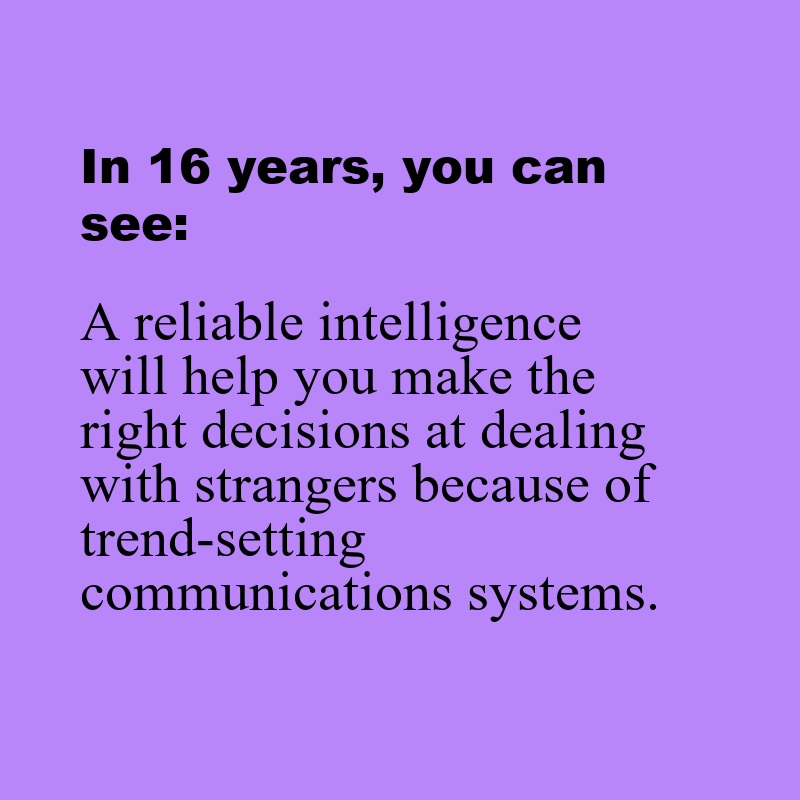 In 16 years, you can
see:
A reliable intelligence
will help you make the
right decisions at dealing
with strangers because of
trend-setting
communications systems.